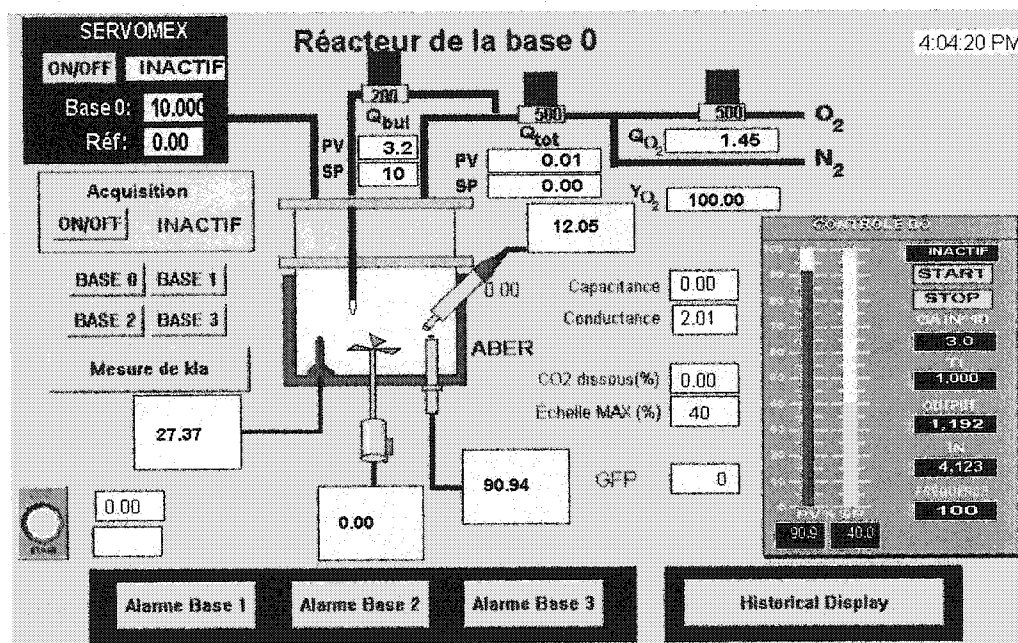 SERVOMEX
ON/OFF INACTIF
Base 0: 10.000
Réf: 0.00
Réacteur de la base 0
4:04:20 PM
200
Qbul
PV 3.2
SP 10
500
Qtot
PV 0.01
SP 0.00
500
QO2 1.45
O2
N2
YO2 100.00
Acquisition
ON/OFF INACTIF
BASE 0 BASE 1
BASE 2 BASE 3
Mesure de kla
27.37
12.05
0.00
ABER
Capacitance 0.00
Conductance 2.01
CO2 dissous(%) 0.00
Échelle MAX (%) 40
GFP 0
90.94
0.00
0.00
CONTROLE DO
INACTIF
START
STOP
3.0
1,000
OUTPUT
1,192
IN
4,123
100
90.9 40.0
Alarme Base 1
Alarme Base 2
Alarme Base 3
Historical Display